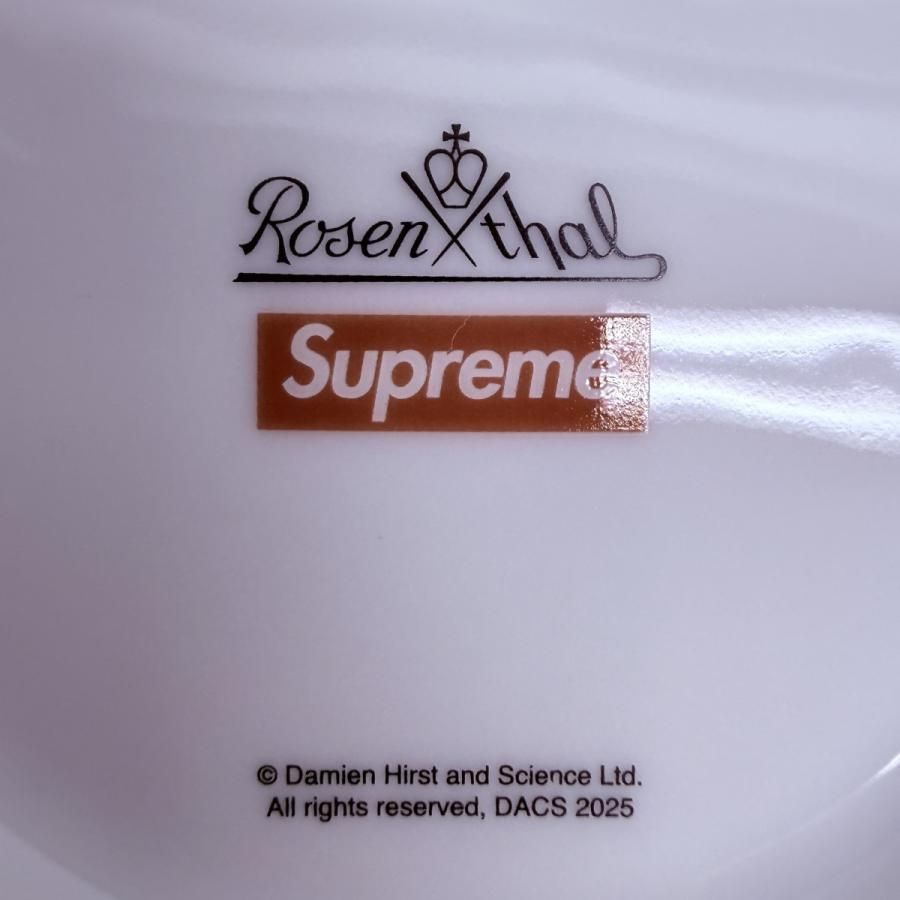 Rosenthal
Supreme
© Damien Hirst and Science Ltd.
All rights reserved, DACS 2025